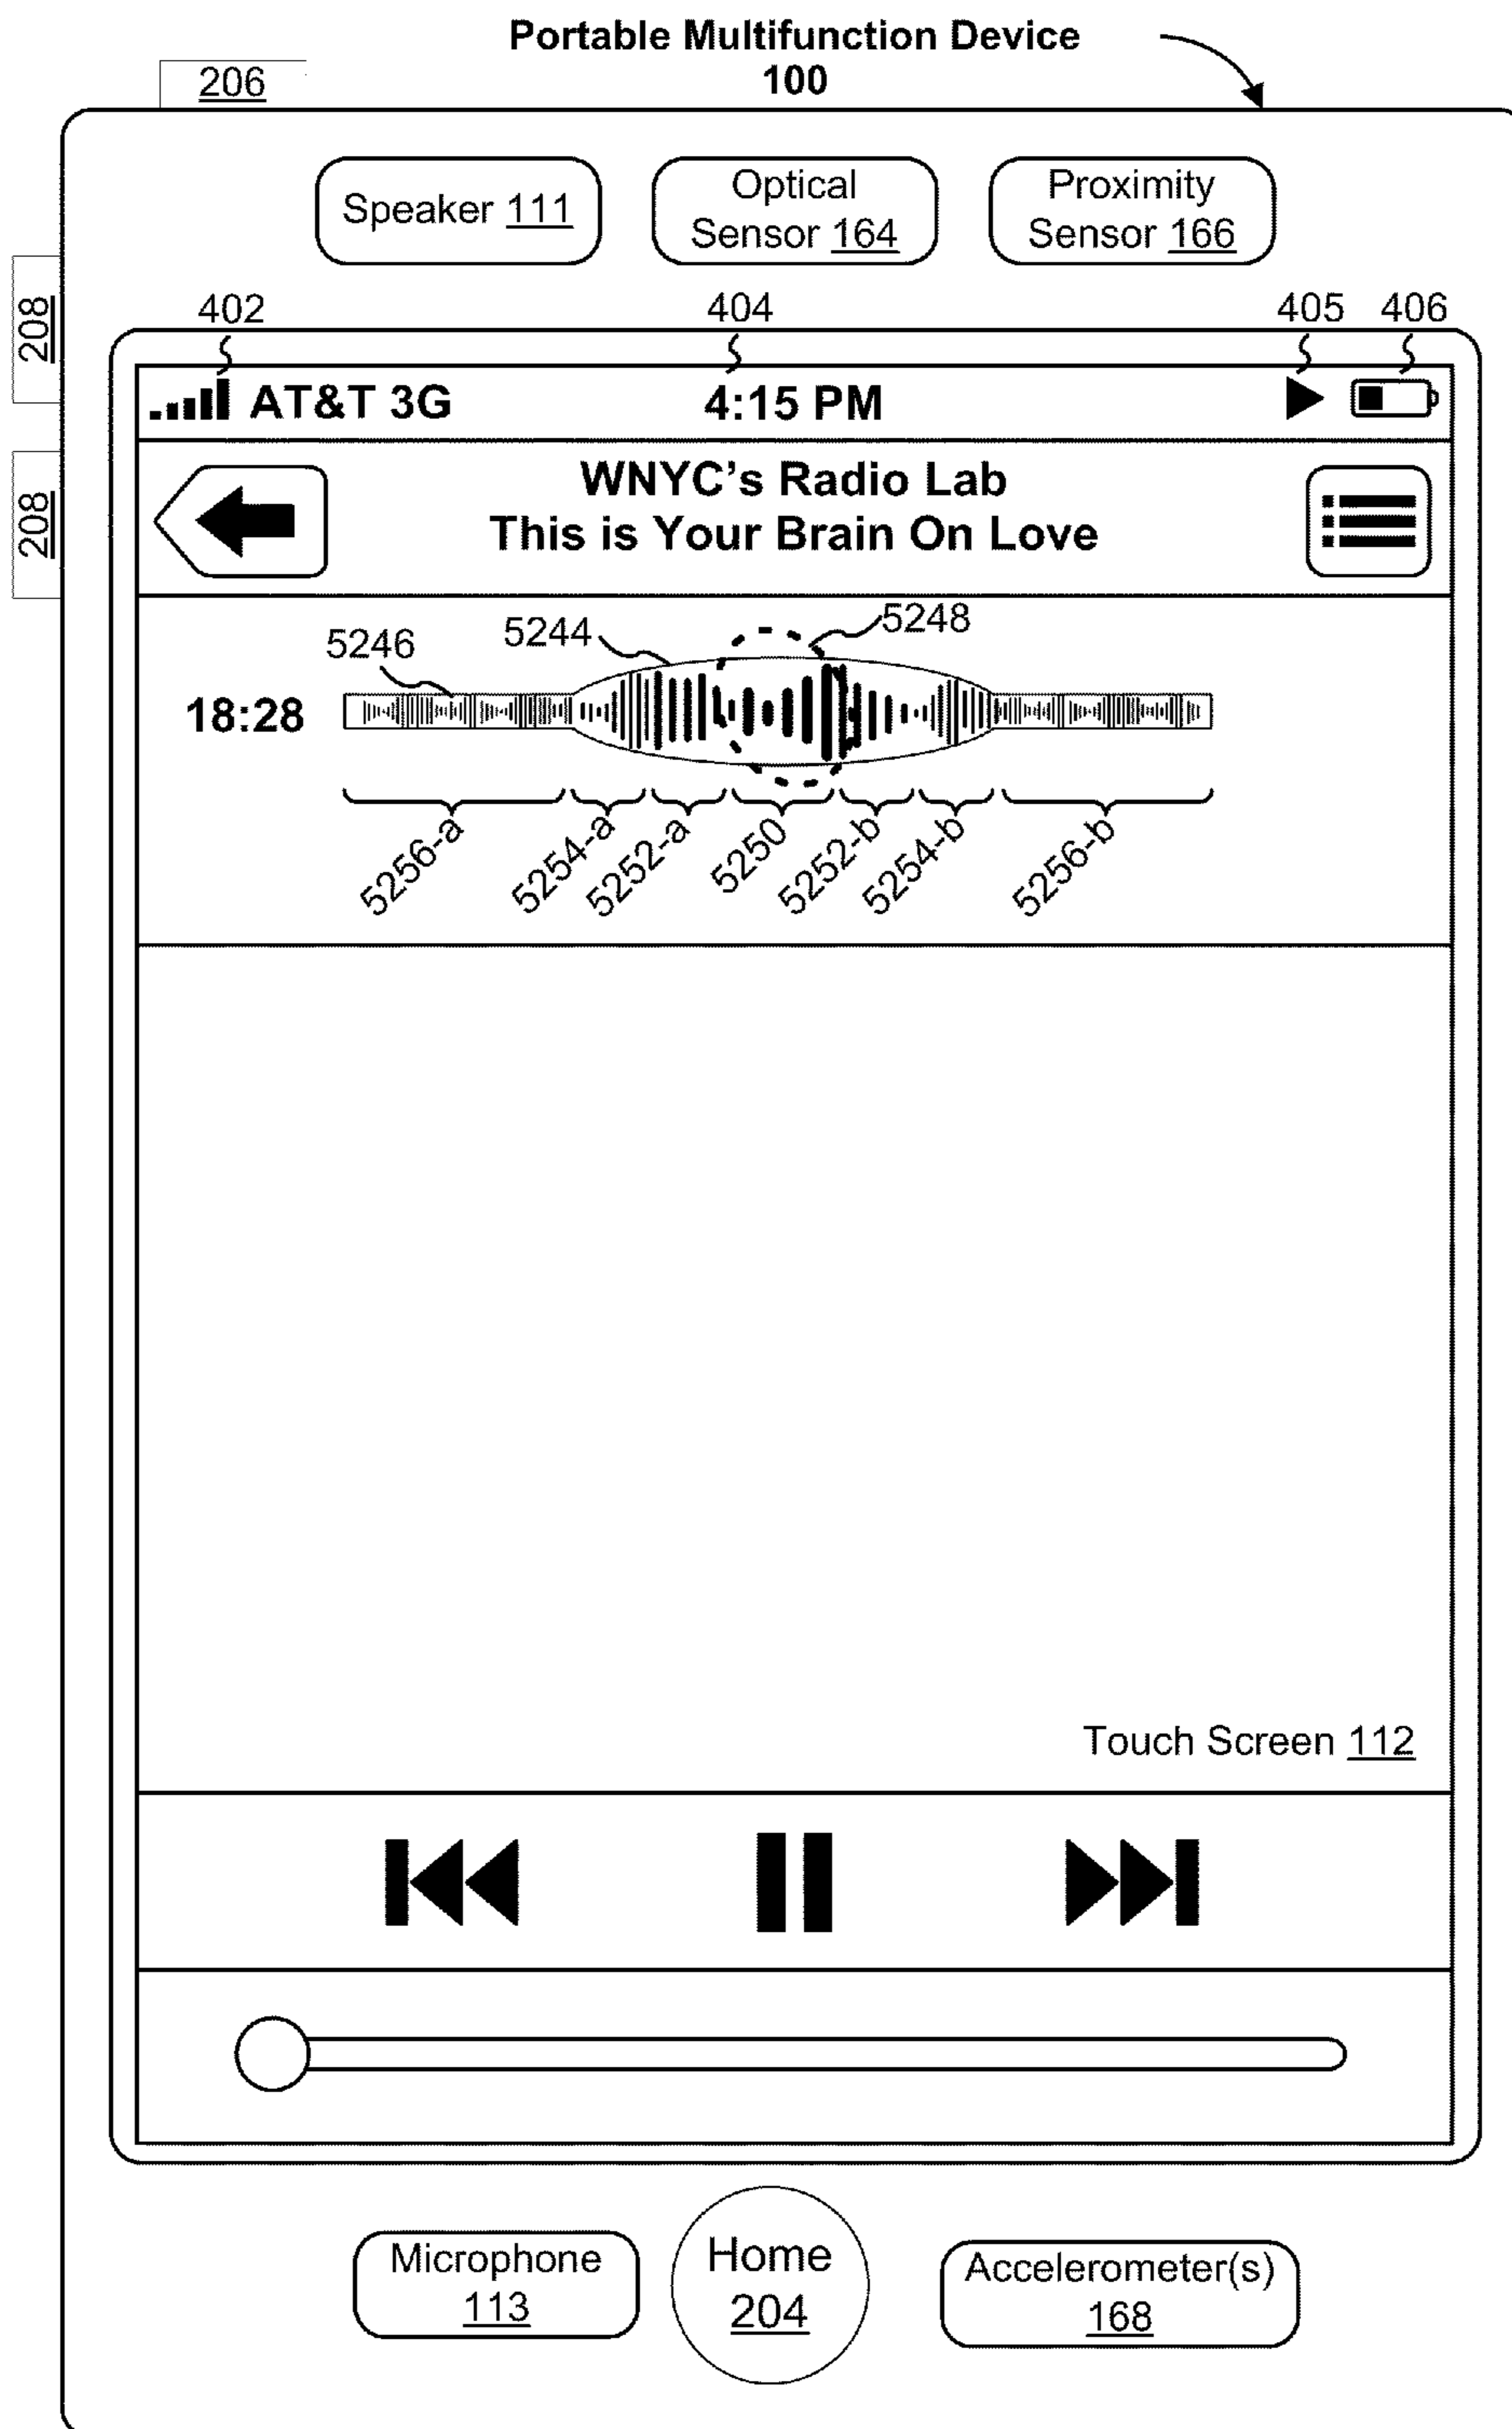 Portable Multifunction Device
100
206
Speaker 111
Optical
Sensor 164
Proximity
Sensor 166
208
208
402
404
405
406
AT&T 3G
4:15 PM
WNYC's Radio Lab
This is Your Brain On Love
5246
5244
5248
18:28
5256-a
5254-a
5252-a
5250
5252-b
5254-b
5256-b
Touch Screen 112
Microphone
113
Home
204
Accelerometer(s)
168